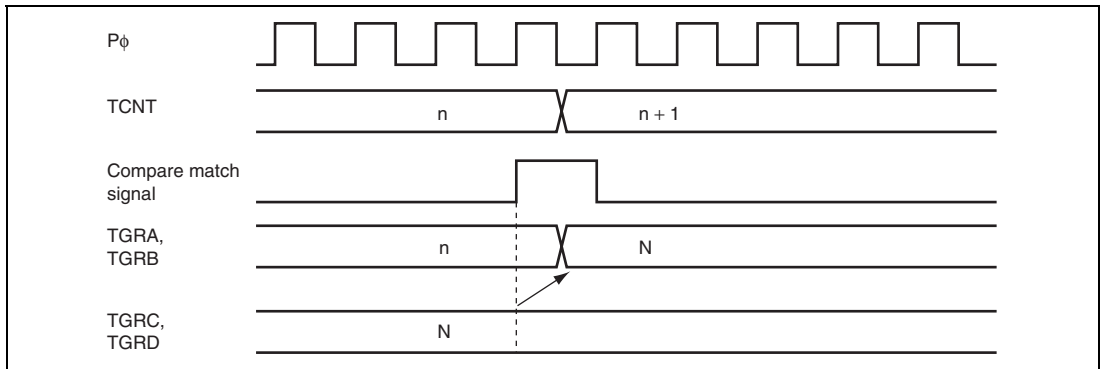 Pϕ
TCNT
n
n + 1
Compare match
signal
TGRA,
TGRB
n
N
TGRC,
TGRD
N